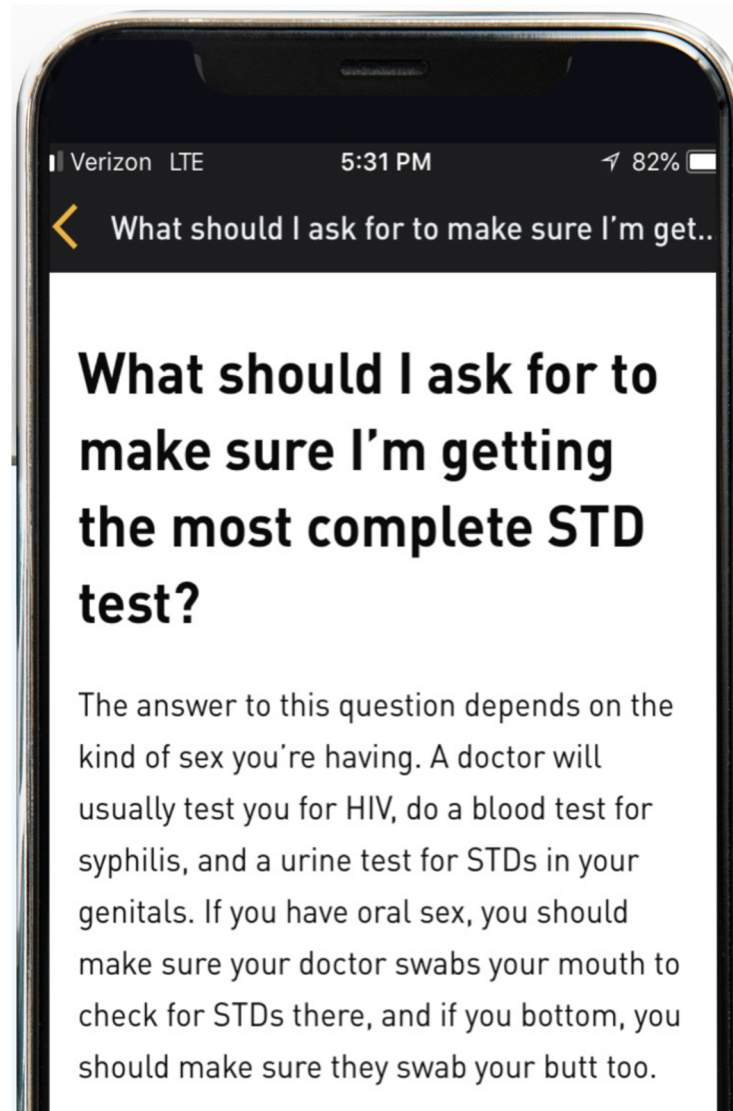 Verizon LTE 5:31 PM 82%
What should I ask for to make sure I'm get..
What should I ask for to
make sure I'm getting
the most complete STD
test?
The answer to this question depends on the
kind of sex you're having. A doctor will
usually test you for HIV, do a blood test for
syphilis, and a urine test for STDs in your
genitals. If you have oral sex, you should
make sure your doctor swabs your mouth to
check for STDs there, and if you bottom, you
should make sure they swab your butt too.